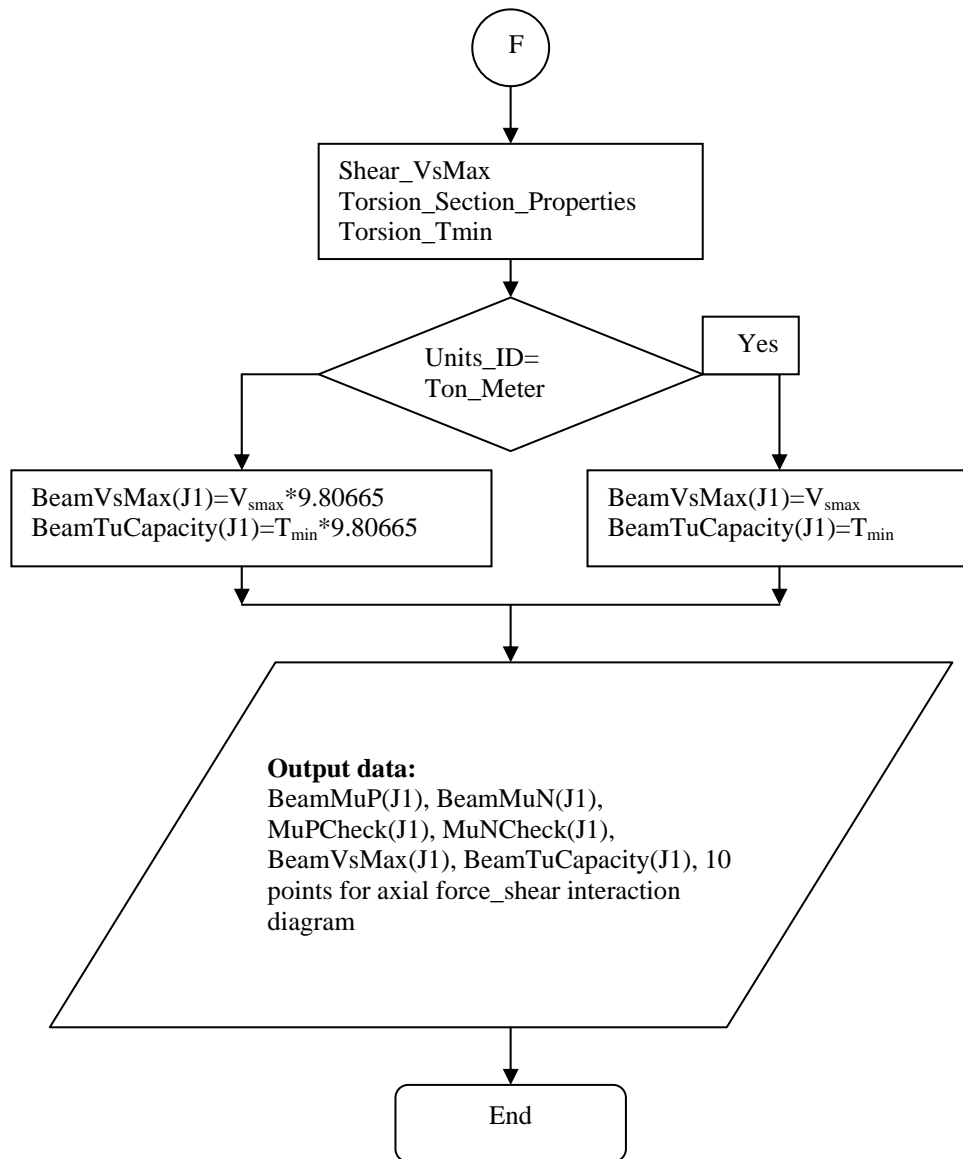 F
Shear_VsMax
Torsion_Section_Properties
Torsion_Tmin
Units_ID=
Ton_Meter
Yes
BeamVsMax(J1)=Vsmax*9.80665
BeamTuCapacity(J1)=Tmin*9.80665
BeamVsMax(J1)=Vsmax
BeamTuCapacity(J1)=Tmin
Output data:
BeamMuP(J1), BeamMuN(J1),
MuPCheck(J1), MuNCheck(J1),
BeamVsMax(J1), BeamTuCapacity(J1), 10
points for axial force_shear interaction
diagram
End